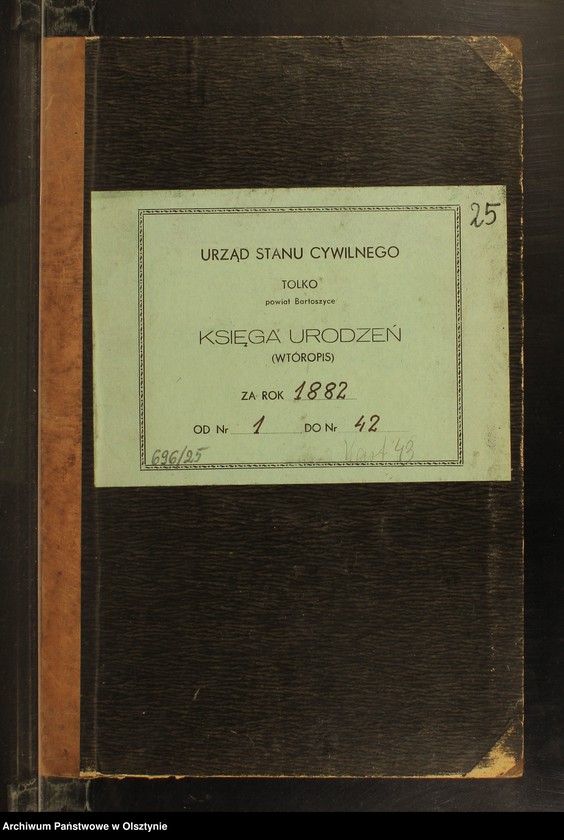 25
URZĄD STANU CYWILNEGO
TOLKO
powiat Bartoszyce
KSIĘGA URODZEŃ
(WTÓROPIS)
ZA ROK 1882
OD Nr 1 DO Nr 42
696/25
43
Archiwum Państwowe w Olsztynie